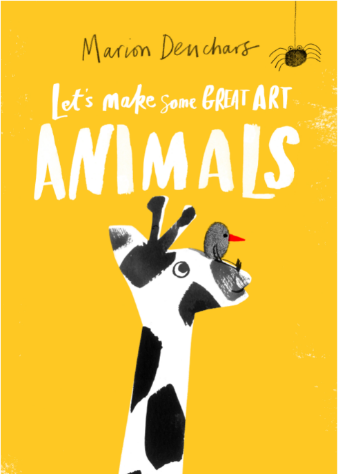 Marion Deuchars
Let's make some GREAT ART
ANIMALS